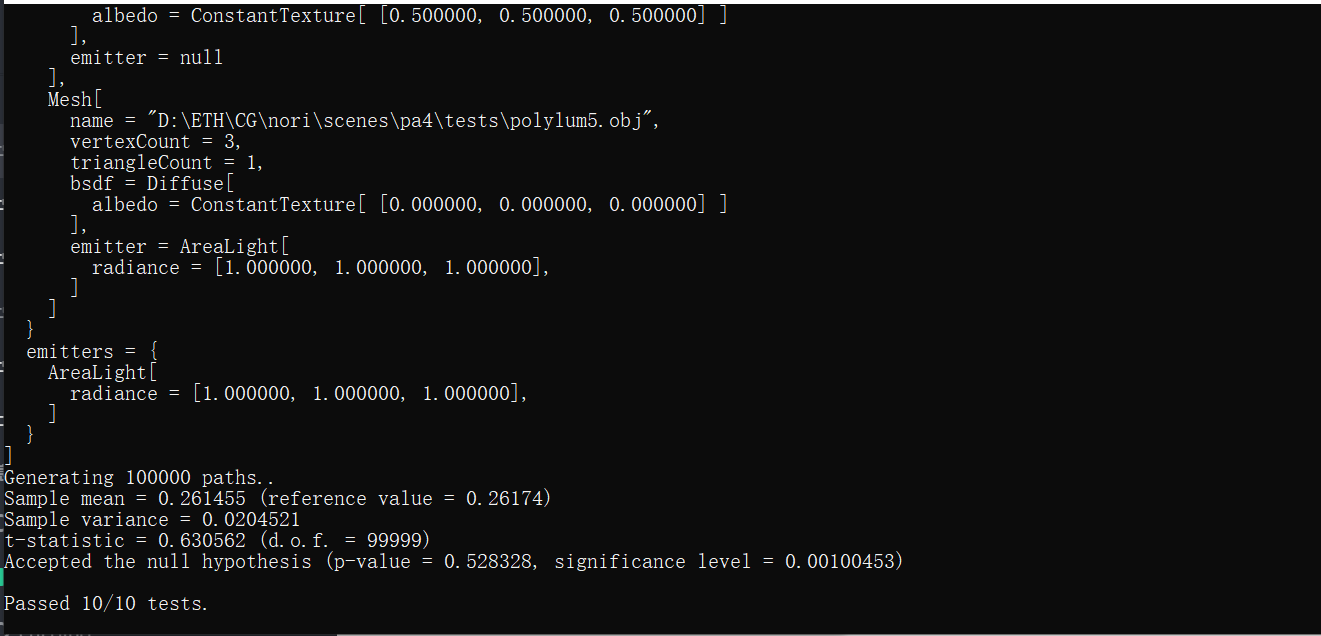 albedo = ConstantTexture[ [0.500000, 0.500000, 0.500000] ]
],
emitter = null
],
Mesh[
name = "D:\ETH\CG\nori\scenes\pa4\tests\polylum5.obj",
vertexCount = 3,
triangleCount = 1,
bsdf = Diffuse[
albedo = ConstantTexture[ [0.000000, 0.000000, 0.000000] ]
],
emitter = AreaLight[
radiance = [1.000000, 1.000000, 1.000000],
]
]
}
emitters = {
AreaLight[
radiance = [1.000000, 1.000000, 1.000000],
]
}
]
Generating 100000 paths..
Sample mean = 0.261455 (reference value = 0.26174)
Sample variance = 0.0204521
t-statistic = 0.630562 (d.o.f. = 99999)
Accepted the null hypothesis (p-value = 0.528328, significance level = 0.00100453)
Passed 10/10 tests.